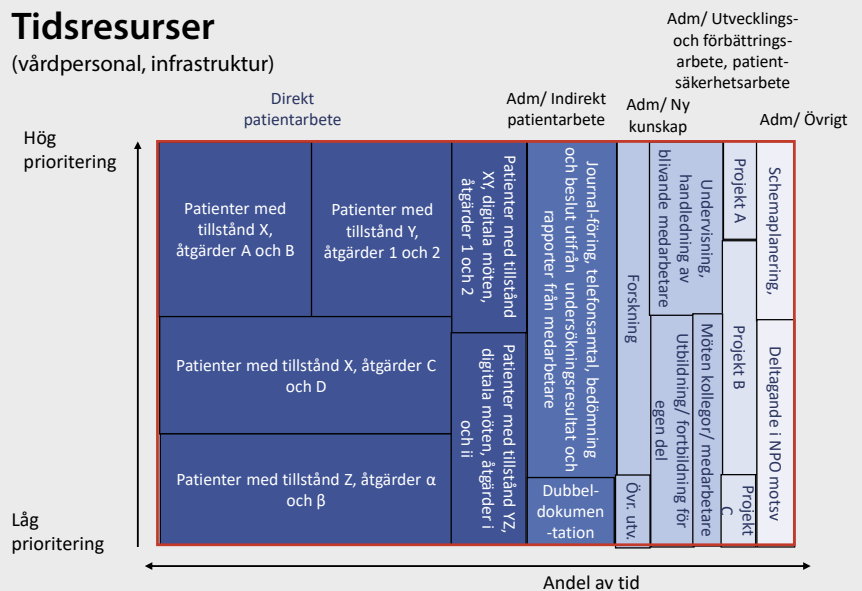 Tidsresurser
(vårdpersonal, infrastruktur)
Direkt
patientarbete
Adm/ Indirekt
patientarbete
Adm/ Ny
kunskap
Adm/ Utvecklings-
och förbättrings-
arbete, patient-
säkerhetsarbete
Adm/ Övrigt
Hög
prioritering
Patienter med
tillstånd X,
åtgärder A och B
Patienter med
tillstånd Y,
åtgärder 1 och 2
Patienter med tillstånd X, åtgärder C
och D
Patienter med tillstånd Z, åtgärder α
och β
Patienter med tillstånd
XY, digitala möten,
åtgärder 1 och 2
Patienter med tillstånd YZ,
digitala möten, åtgärder i
och ii
Journal-föring, telefonsamtal, bedömning
och beslut utifrån undersökningsresultat och
rapporter från medarbetare
Dubbel-
dokumen
-tation
Forskning
Övr. utv.
Undervisning,
handledning av
blivande medarbetare
Möten kollegor/ medarbetare
Utbildning/ fortbildning för
egen del
Projekt A
Projekt B
Projekt
C
Schemaplanering,
Deltagande i NPO motsv
Låg
prioritering
Andel av tid